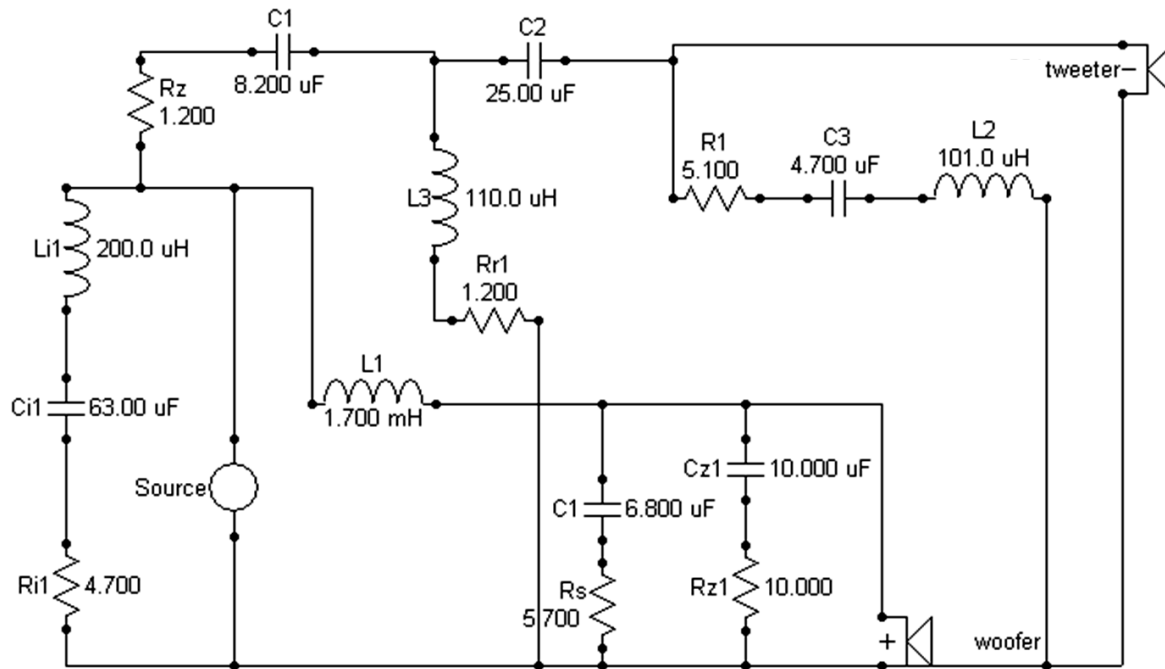 C1
8.200 uF
C2
25.00 uF
tweeter−
Rz
1.200
R1
5.100
C3
4.700 uF
L2
101.0 uH
L3
110.0 uH
Li1
200.0 uH
Rr1
1.200
L1
1.700 mH
Ci1
63.00 uF
Source
C1
6.800 uF
Cz1
10.000 uF
Ri1
4.700
Rs
5.700
Rz1
10.000
+
woofer